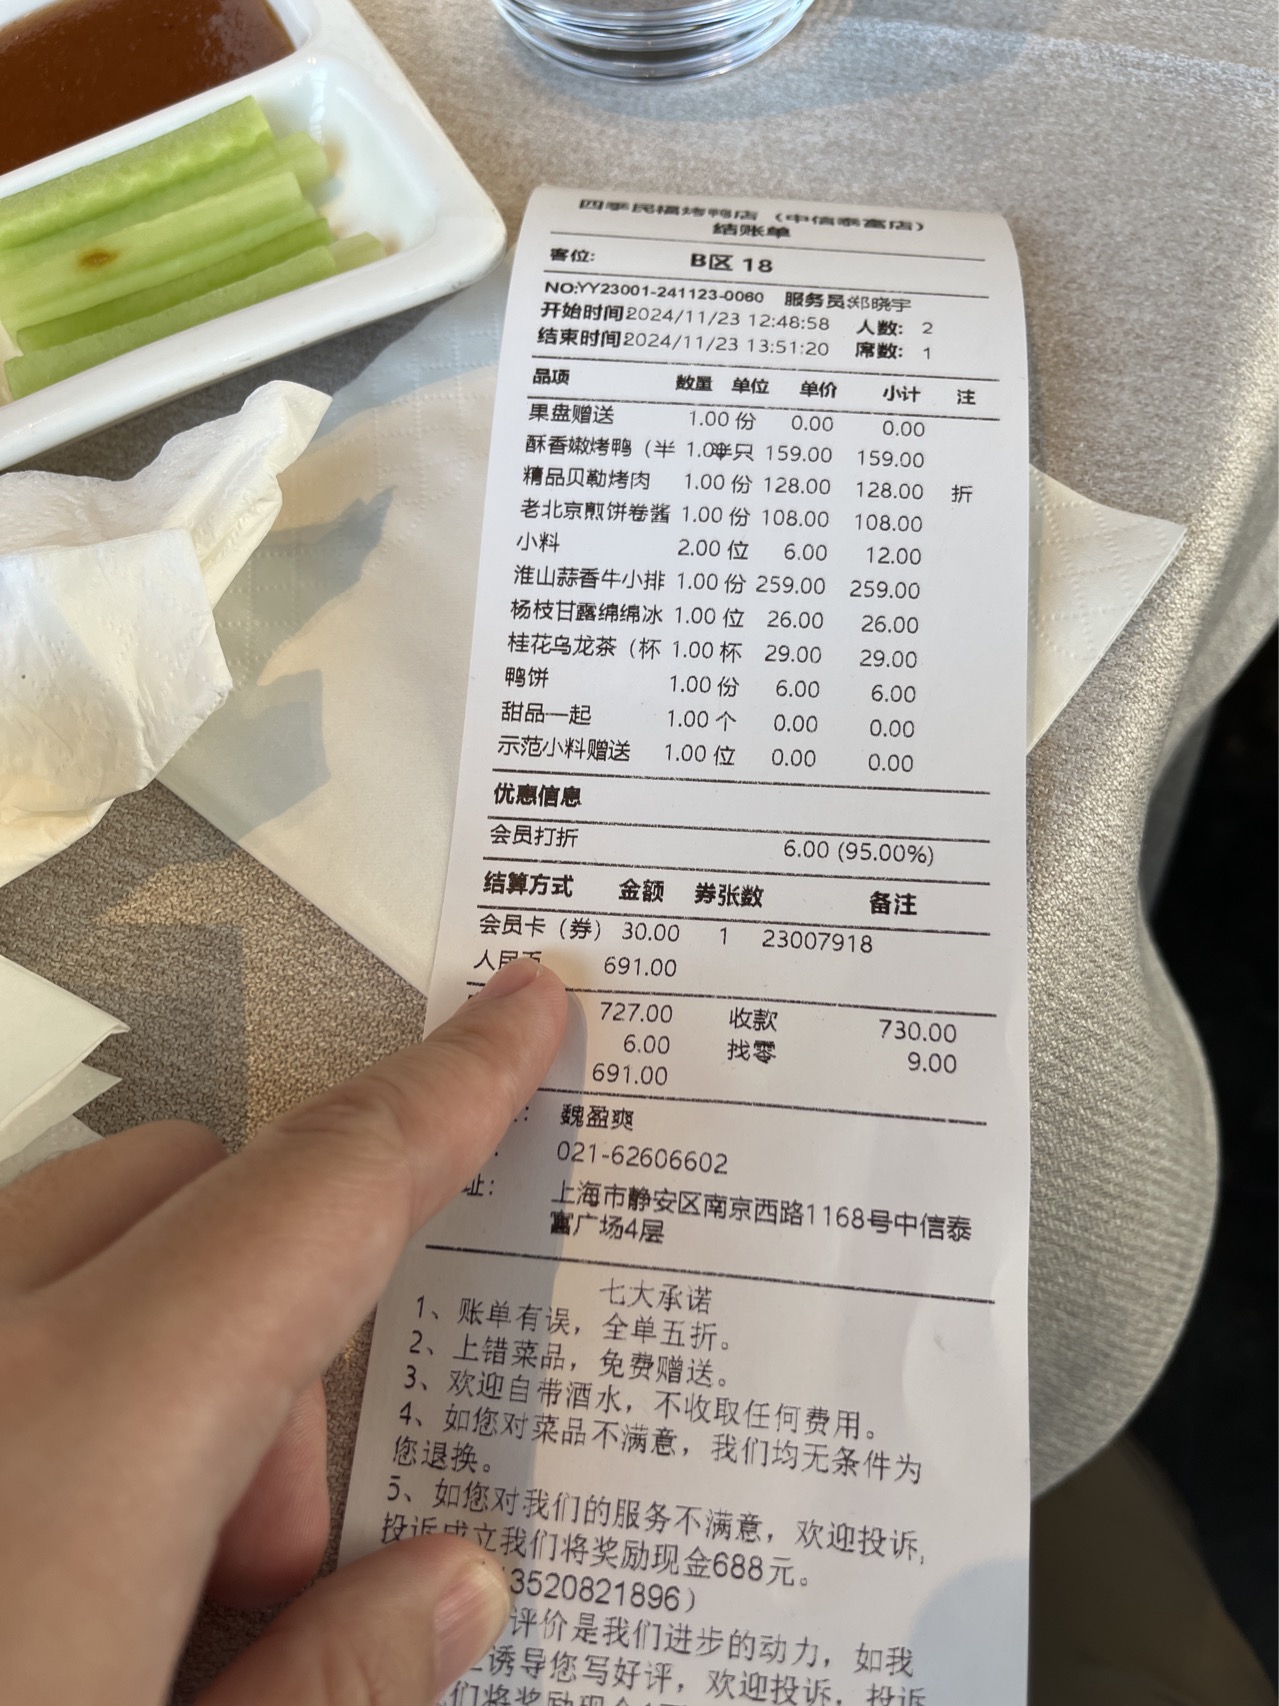 四季民福烤鸭店（中信泰富店）
结账单
客位： B区 18
NO:YY23001-241123-0060 服务员:郑晓宇
开始时间2024/11/23 12:48:58 人数： 2
结束时间2024/11/23 13:51:20 席数： 1
品项 数量 单位 单价 小计 注
果盘赠送 1.00 份 0.00 0.00
酥香嫩烤鸭（半 1.00半只 159.00 159.00
精品贝勒烤肉 1.00 份 128.00 128.00 折
老北京煎饼卷酱 1.00 份 108.00 108.00
小料 2.00 位 6.00 12.00
淮山蒜香牛小排 1.00 份 259.00 259.00
杨枝甘露绵绵冰 1.00 位 26.00 26.00
桂花乌龙茶（杯 1.00 杯 29.00 29.00
鸭饼 1.00 份 6.00 6.00
甜品一起 1.00 个 0.00 0.00
示范小料赠送 1.00 位 0.00 0.00
优惠信息
会员打折 6.00 (95.00%)
结算方式 金额 券张数 备注
会员卡（券） 30.00 1 23007918
人民币 691.00
727.00 收款 730.00
6.00 找零 9.00
691.00
： 魏盈爽
021-62606602
址： 上海市静安区南京西路1168号中信泰
富广场4层
七大承诺
1、账单有误，全单五折。
2、上错菜品，免费赠送。
3、欢迎自带酒水，不收取任何费用。
4、如您对菜品不满意，我们均无条件为
您退换。
5、如您对我们的服务不满意，欢迎投诉,
投诉成立我们将奖励现金688元。
13520821896）
评价是我们进步的动力，如我
诱导您写好评，欢迎投诉，投诉
们将奖励现金